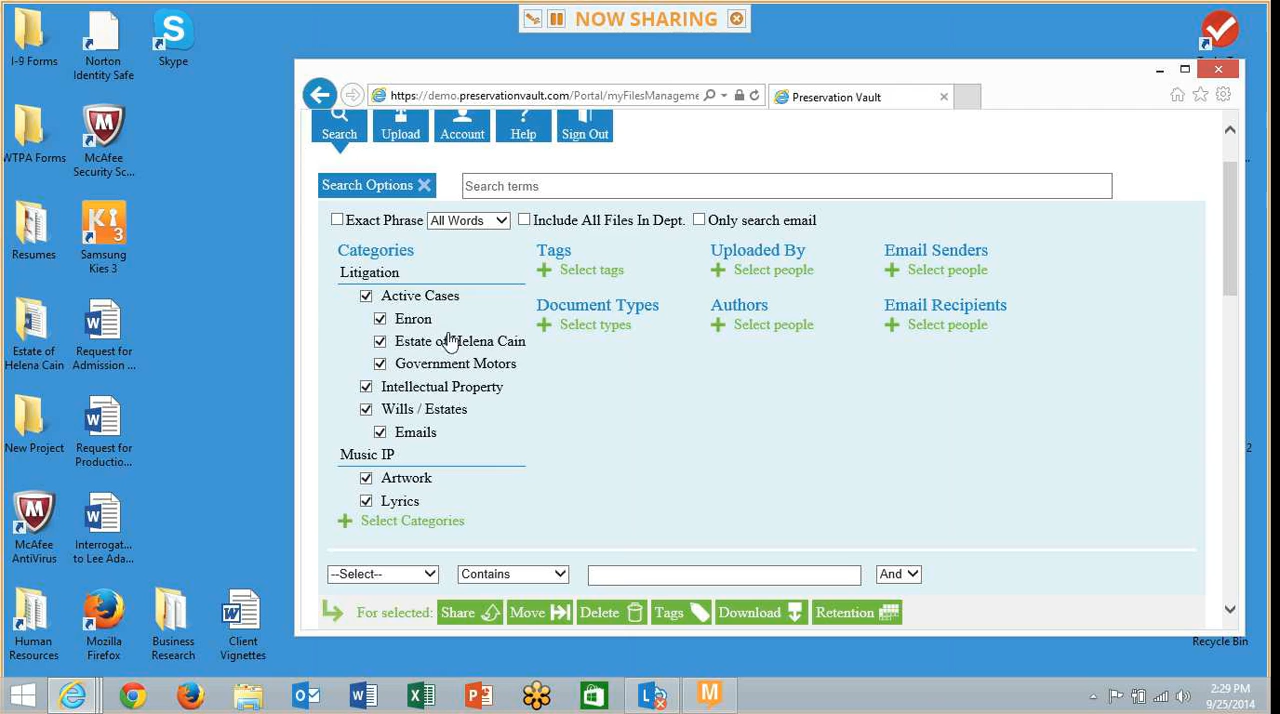 NOW SHARING
I-9 Forms
Norton
Identity Safe
Skype
WTPA Forms
McAfee
Security Sc...
Resumes
Samsung
Kies 3
Ki
3
Estate of
Helena Cain
Request for
Admission ...
New Project
Request for
Productio...
McAfee
AntiVirus
Interrogat...
to Lee Ada...
Human
Resources
Mozilla
Firefox
Business
Research
Client
Vignettes
https://demo.preservationvault.com/Portal/myFilesManageme
Preservation Vault
Search
Upload
Account
Help
Sign Out
Search Options
Search terms
Exact Phrase
All Words
Include All Files In Dept.
Only search email
Categories
Litigation
Active Cases
Enron
Estate of Helena Cain
Government Motors
Intellectual Property
Wills / Estates
Emails
Music IP
Artwork
Lyrics
Select Categories
Tags
Select tags
Document Types
Select types
Uploaded By
Select people
Authors
Select people
Email Senders
Select people
Email Recipients
Select people
--Select--
Contains
And
For selected:
Share
Move
Delete
Tags
Download
Retention
Recycle Bin
2
2:29 PM
9/25/2014